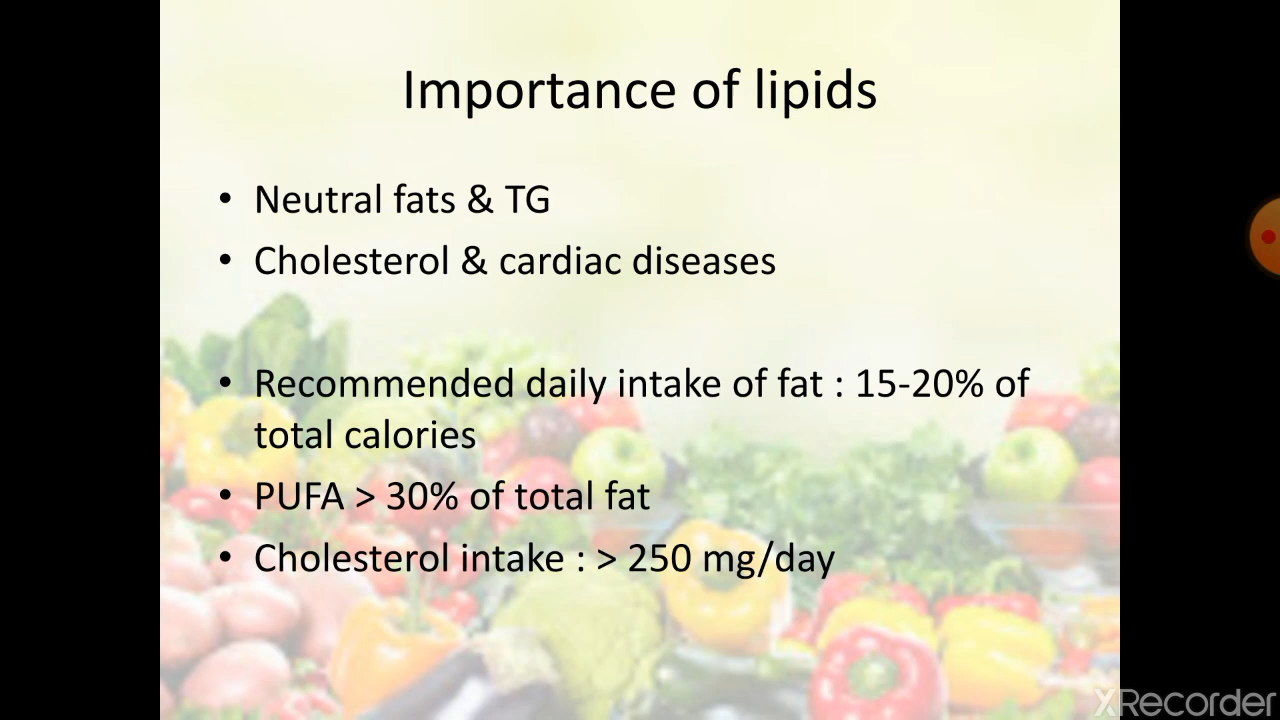 Importance of lipids
• Neutral fats & TG
• Cholesterol & cardiac diseases
• Recommended daily intake of fat : 15-20% of
total calories
• PUFA > 30% of total fat
• Cholesterol intake : > 250 mg/day
XRecorder